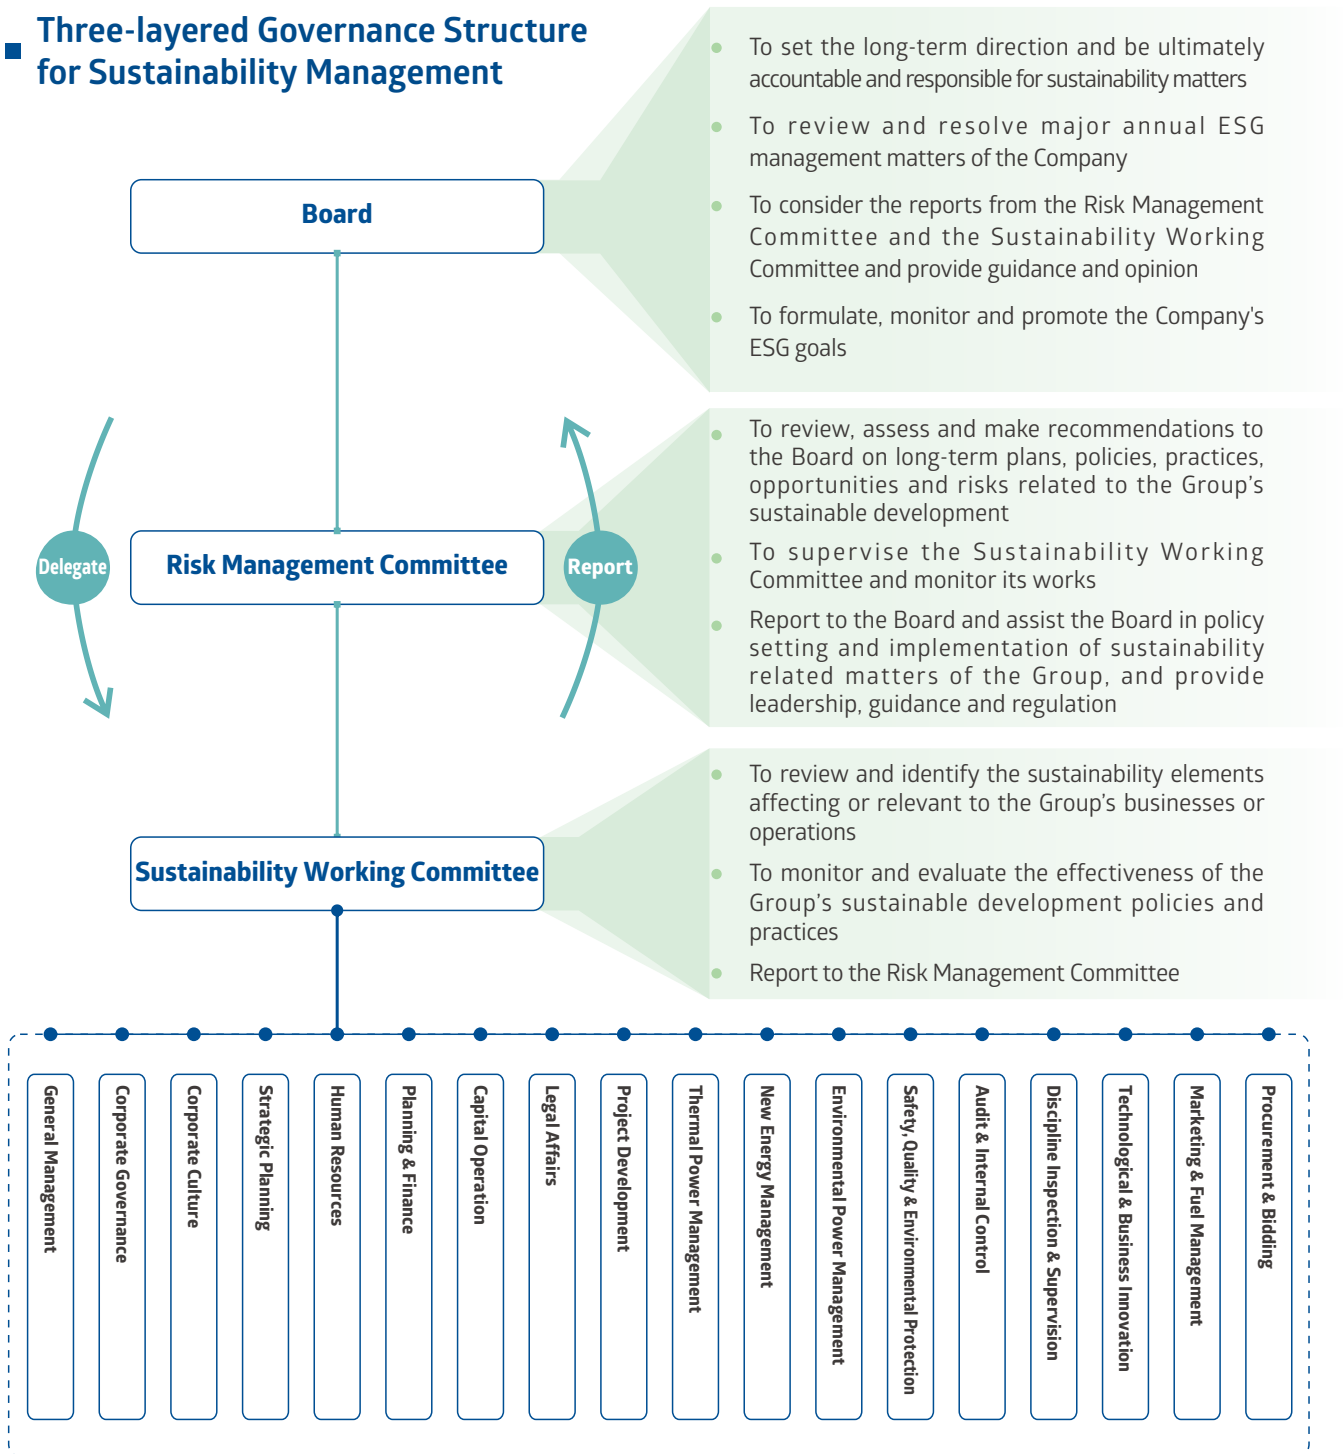 Three-layered Governance Structure
for Sustainability Management
Board
To set the long-term direction and be ultimately
accountable and responsible for sustainability matters
To review and resolve major annual ESG
management matters of the Company
To consider the reports from the Risk Management
Committee and the Sustainability Working
Committee and provide guidance and opinion
To formulate, monitor and promote the Company's
ESG goals
Delegate
Risk Management Committee
Report
To review, assess and make recommendations to
the Board on long-term plans, policies, practices,
opportunities and risks related to the Group’s
sustainable development
To supervise the Sustainability Working
Committee and monitor its works
Report to the Board and assist the Board in policy
setting and implementation of sustainability
related matters of the Group, and provide
leadership, guidance and regulation
Sustainability Working Committee
To review and identify the sustainability elements
affecting or relevant to the Group’s businesses or
operations
To monitor and evaluate the effectiveness of the
Group’s sustainable development policies and
practices
Report to the Risk Management Committee
General Management
Corporate Governance
Corporate Culture
Strategic Planning
Human Resources
Planning & Finance
Capital Operation
Legal Affairs
Project Development
Thermal Power Management
New Energy Management
Environmental Power Management
Safety, Quality & Environmental Protection
Audit & Internal Control
Discipline Inspection & Supervision
Technological & Business Innovation
Marketing & Fuel Management
Procurement & Bidding